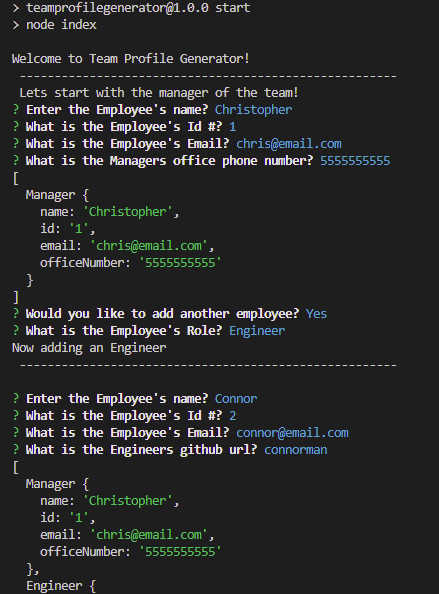 > teamprofilegenerator@1.0.0 start
> node index
Welcome to Team Profile Generator!
------------------------------------------------------
Lets start with the manager of the team!
? Enter the Employee's name? Christopher
? What is the Employee's Id #? 1
? What is the Employee's Email? chris@email.com
? What is the Managers office phone number? 5555555555
[
  Manager {
    name: 'Christopher',
    id: '1',
    email: 'chris@email.com',
    officeNumber: '5555555555'
  }
]
? Would you like to add another employee? Yes
? What is the Employee's Role? Engineer
Now adding an Engineer
------------------------------------------------------
? Enter the Employee's name? Connor
? What is the Employee's Id #? 2
? What is the Employee's Email? connor@email.com
? What is the Engineers github url? connorman
[
  Manager {
    name: 'Christopher',
    id: '1',
    email: 'chris@email.com',
    officeNumber: '5555555555'
  },
  Engineer {